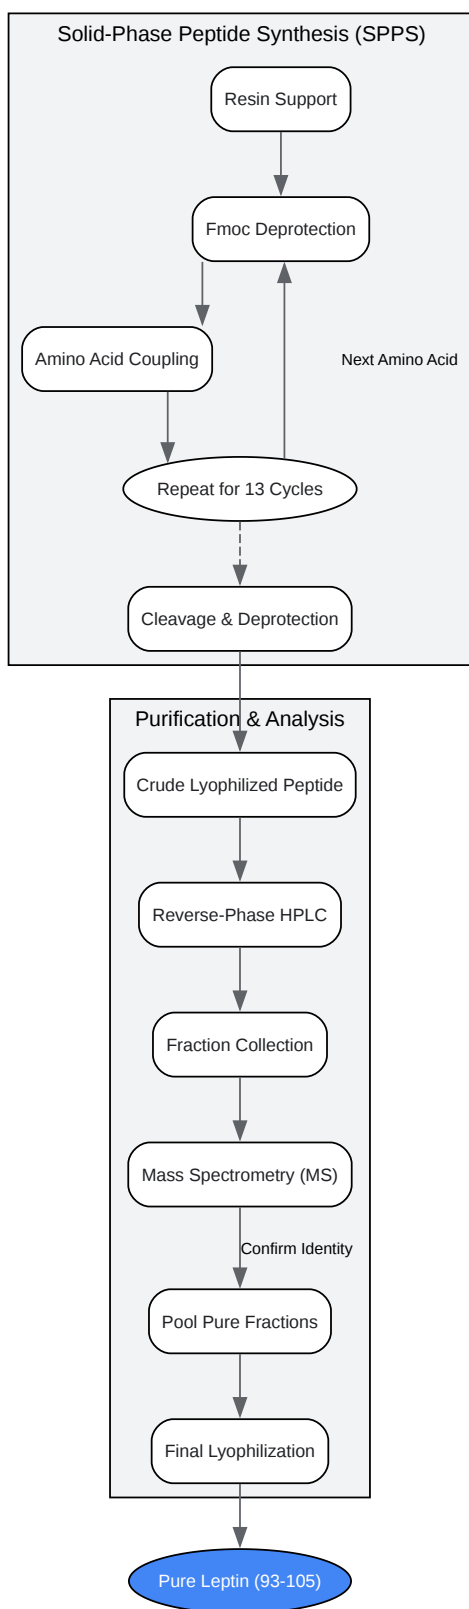 Solid-Phase Peptide Synthesis (SPPS)
Resin Support
Fmoc Deprotection
Amino Acid Coupling
Next Amino Acid
Repeat for 13 Cycles
Cleavage & Deprotection
Purification & Analysis
Crude Lyophilized Peptide
Reverse-Phase HPLC
Fraction Collection
Mass Spectrometry (MS)
Confirm Identity
Pool Pure Fractions
Final Lyophilization
Pure Leptin (93-105)